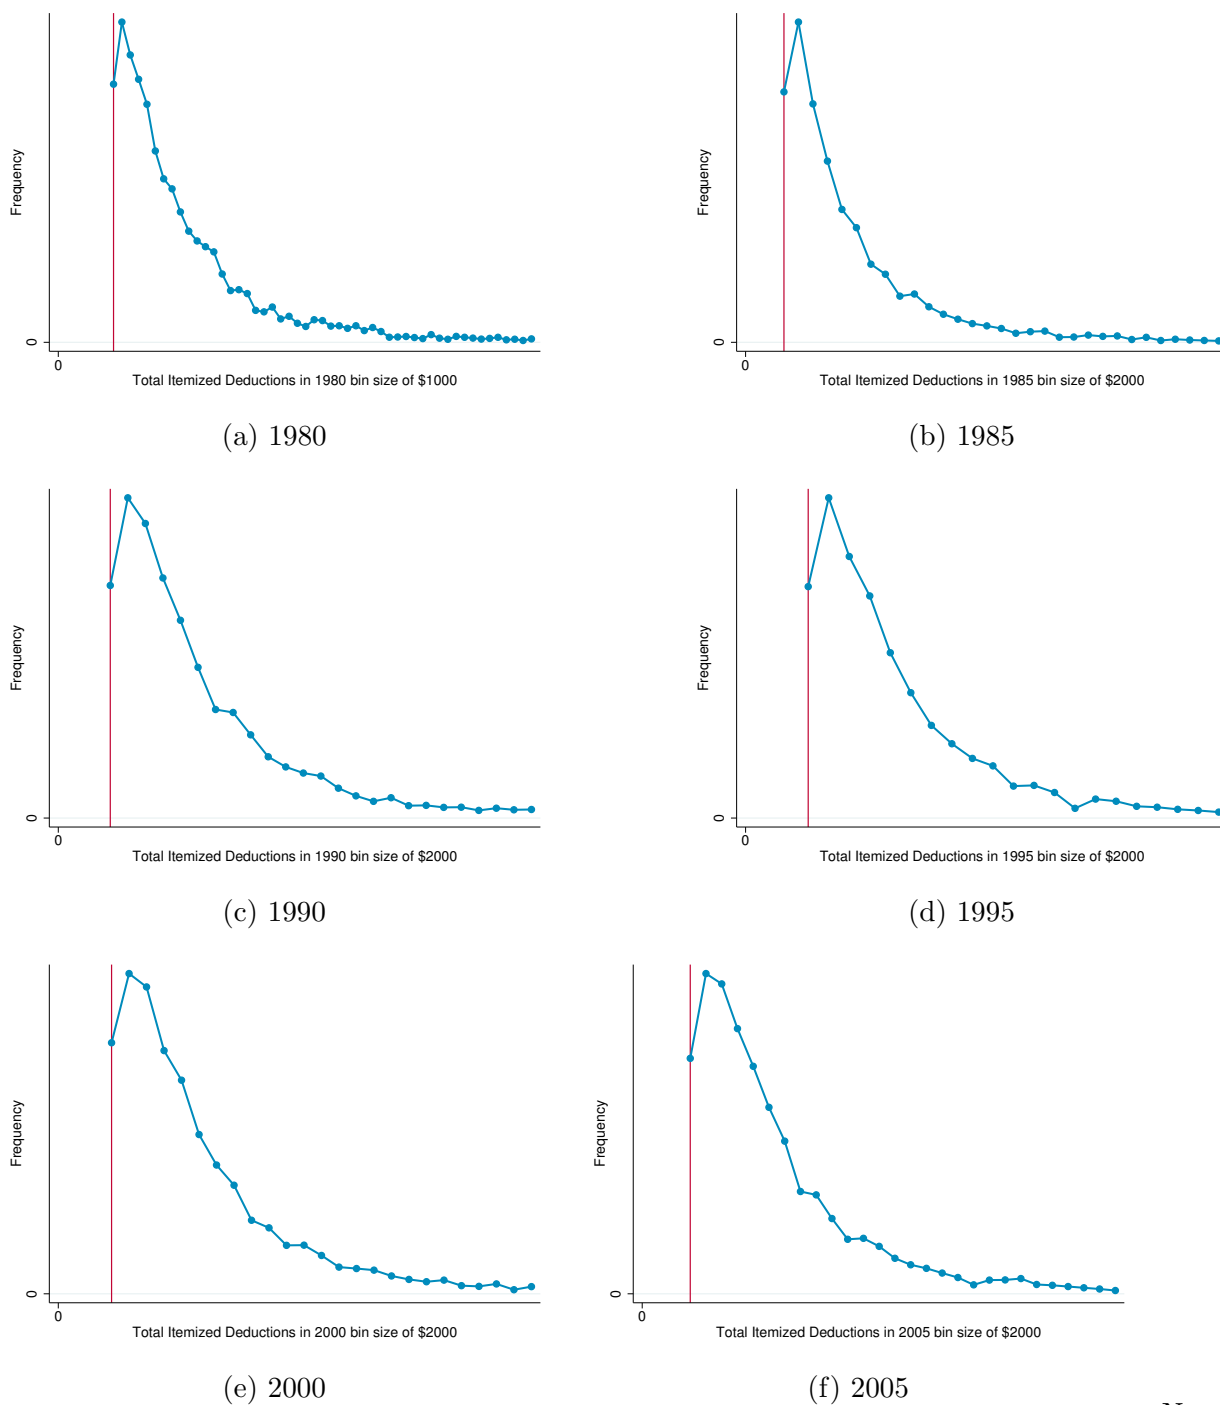 Frequency
0
0
Total Itemized Deductions in 1980 bin size of $1000
(a) 1980
Frequency
0
0
Total Itemized Deductions in 1985 bin size of $2000
(b) 1985
Frequency
0
0
Total Itemized Deductions in 1990 bin size of $2000
(c) 1990
Frequency
0
0
Total Itemized Deductions in 1995 bin size of $2000
(d) 1995
Frequency
0
0
Total Itemized Deductions in 2000 bin size of $2000
(e) 2000
Frequency
0
0
Total Itemized Deductions in 2005 bin size of $2000
(f) 2005